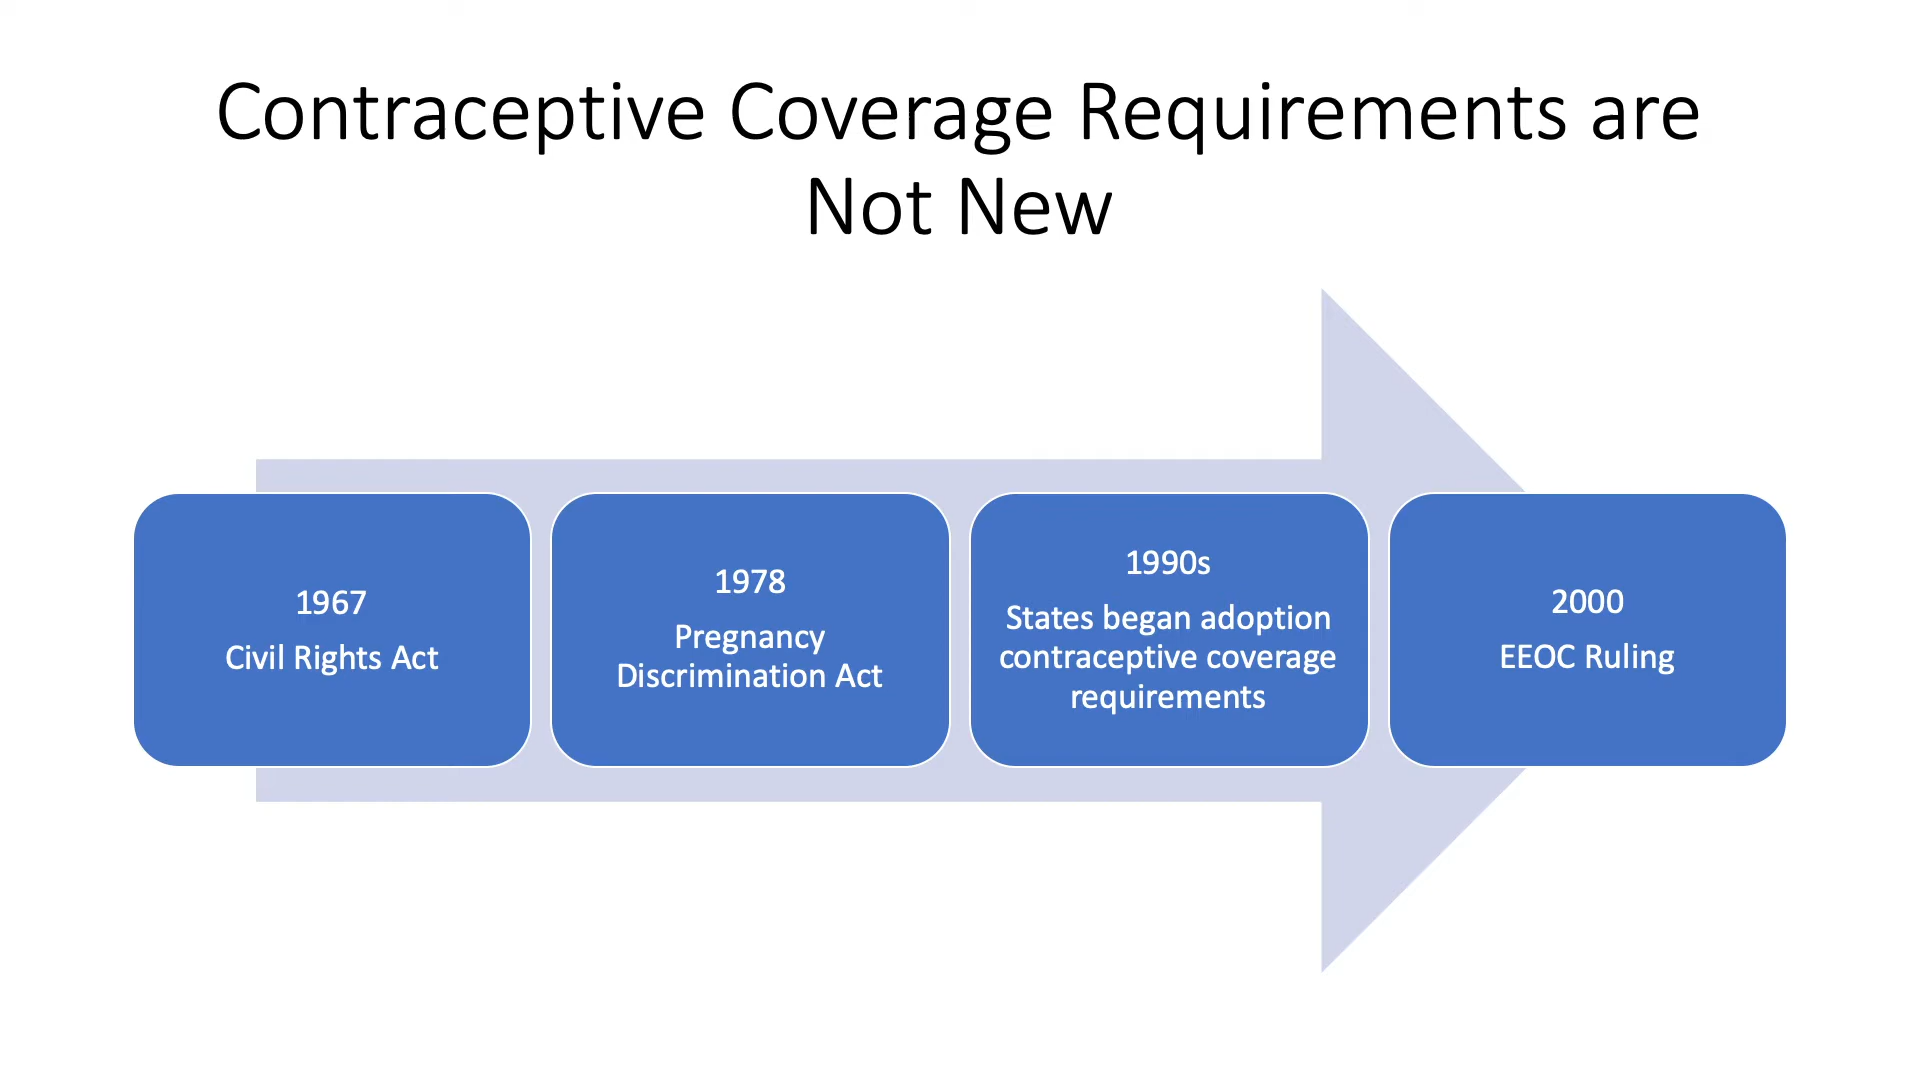 Contraceptive Coverage Requirements are
Not New
1967
Civil Rights Act
1978
Pregnancy
Discrimination Act
1990s
States began adoption
contraceptive coverage
requirements
2000
EEOC Ruling